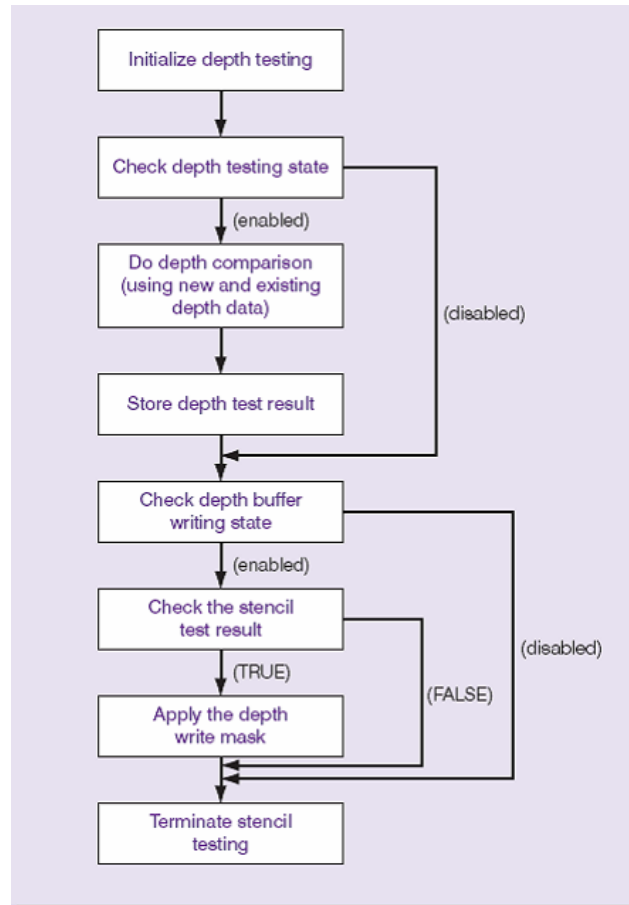 Initialize depth testing
Check depth testing state
(enabled)
Do depth comparison
(using new and existing
depth data)
(disabled)
Store depth test result
Check depth buffer
writing state
(enabled)
Check the stencil
test result
(disabled)
(TRUE)
(FALSE)
Apply the depth
write mask
Terminate stencil
testing